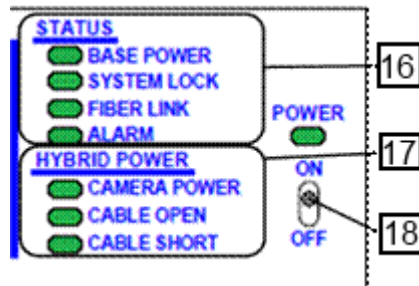 STATUS
BASE POWER
SYSTEM LOCK
FIBER LINK
ALARM
16
POWER
HYBRID POWER
17
ON
CAMERA POWER
CABLE OPEN
CABLE SHORT
OFF
18